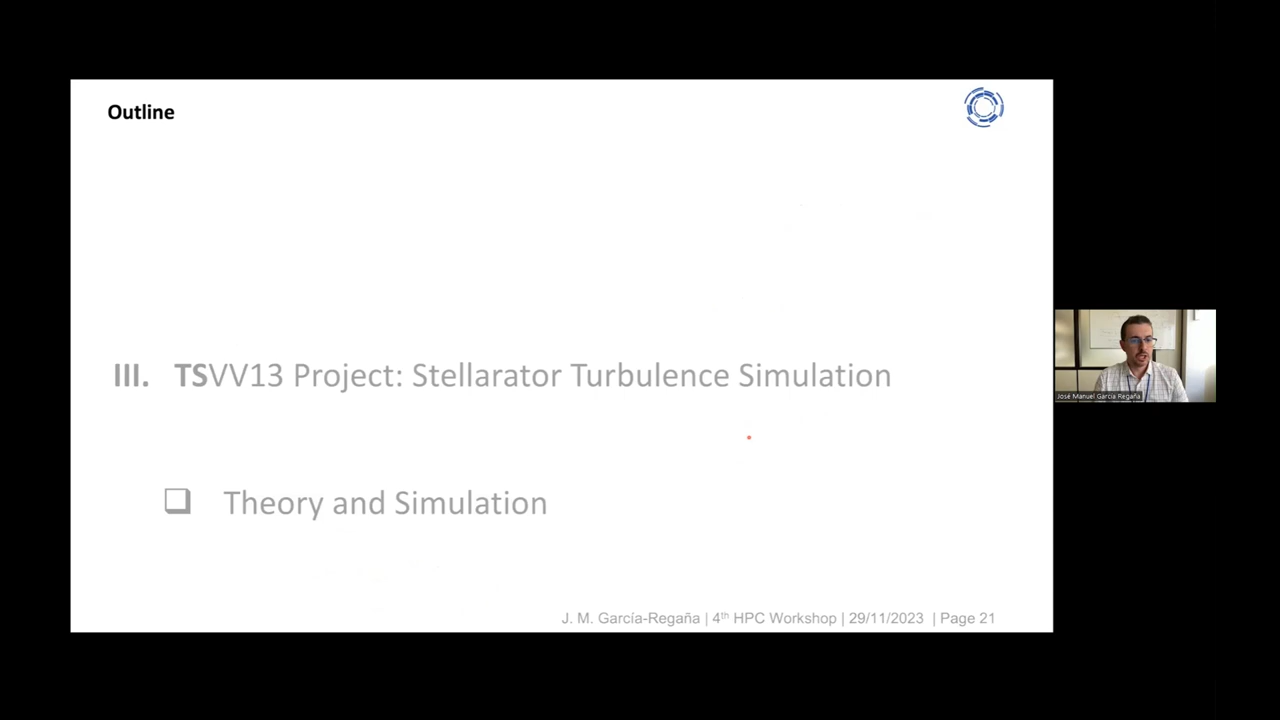 Outline
III. TSVV13 Project: Stellarator Turbulence Simulation
❑ Theory and Simulation
J. M. García-Regaña | 4th HPC Workshop | 29/11/2023 | Page 21
José Manuel García Regaña